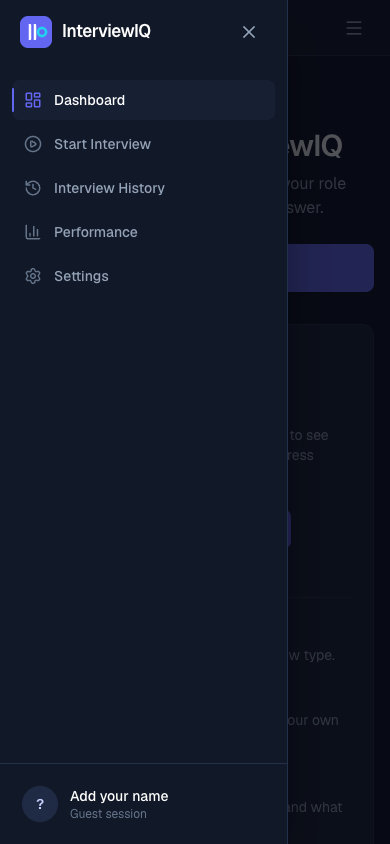 InterviewIQ
Dashboard
Start Interview
Interview History
Performance
Settings
?
Add your name
Guest session
ewIQ
your role
swer.
to see
ress
w type.
our own
and what